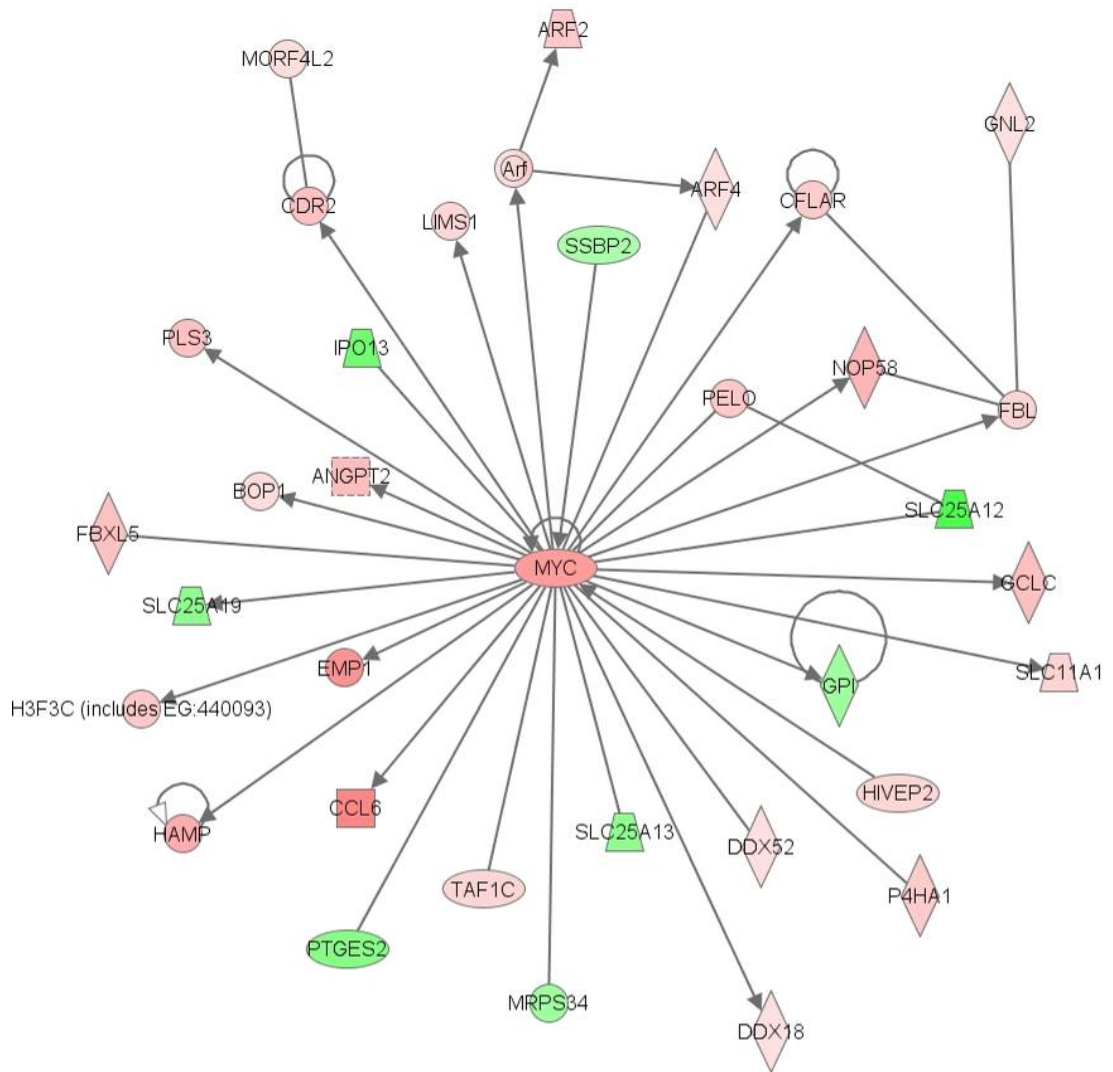 ARF2
MORF4L2
GNL2
Arf
ARF4
CDR2
CFLAR
LIMS1
SSBP2
PLS3
IPO13
NOP58
PELO
FBL
ANGPT2
BOP1
SLC25A12
FBXL5
MYC
GCLC
SLC25A19
EMP1
SLC11A1
GPI
H3F3C (includes EG:440093)
HIVEP2
CCL6
HAMP
SLC25A13
DDX52
TAF1C
P4HA1
PTGES2
MRPS34
DDX18